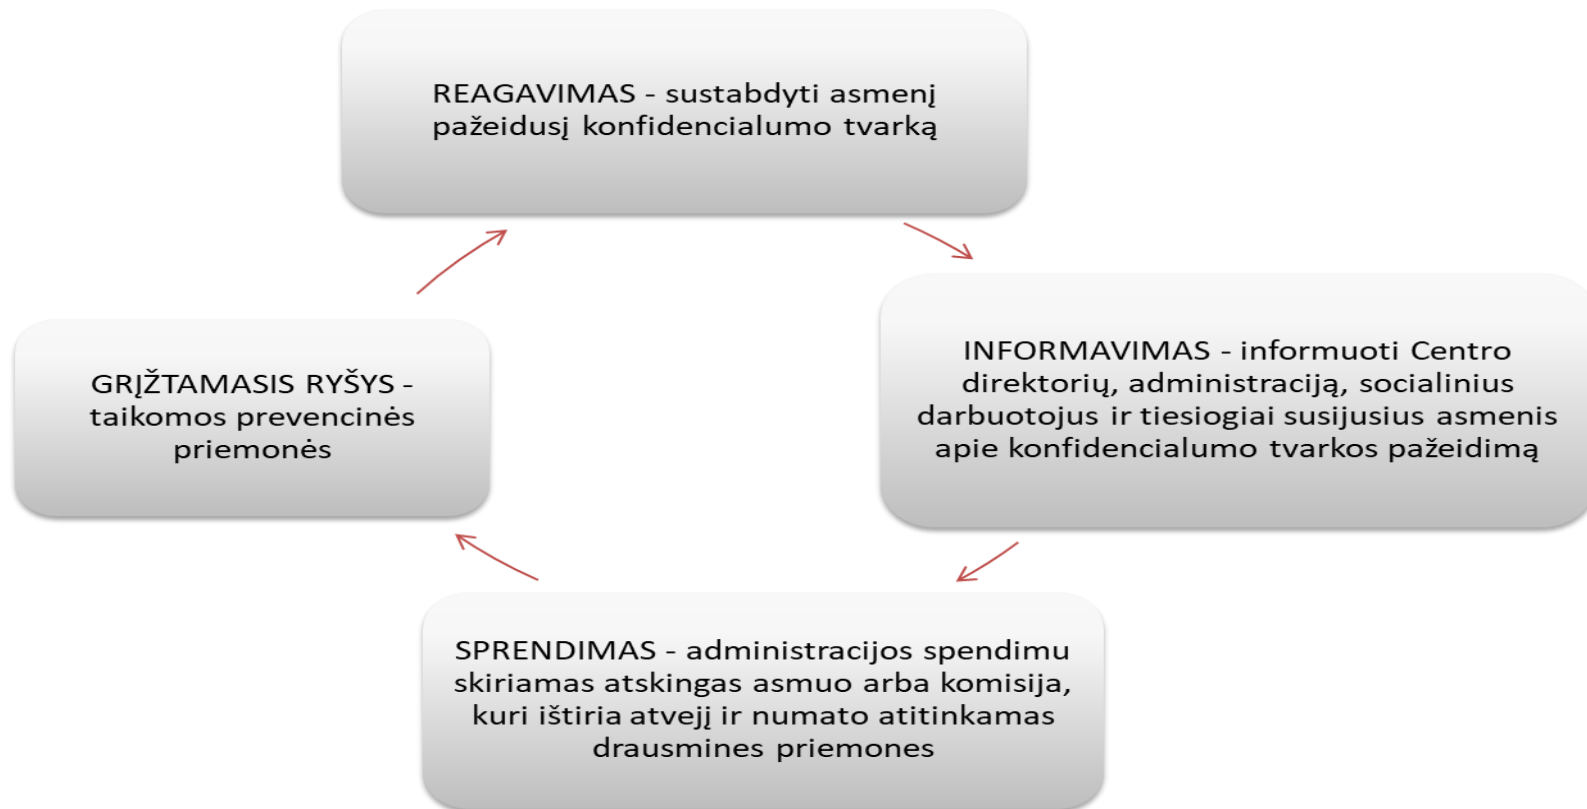 REAGAVIMAS - sustabdyti asmenį
pažeidusį konfidencialumo tvarką
INFORMAVIMAS - informuoti Centro
direktorių, administraciją, socialinius
darbuotojus ir tiesiogiai susijusius asmenis
apie konfidencialumo tvarkos pažeidimą
SPRENDIMAS - administracijos spendimu
skiriamas atskingas asmuo arba komisija,
kuri ištiria atvejį ir numato atitinkamas
drausmines priemones
GRĮŽTAMASIS RYŠYS -
taikomos prevencinės
priemonės